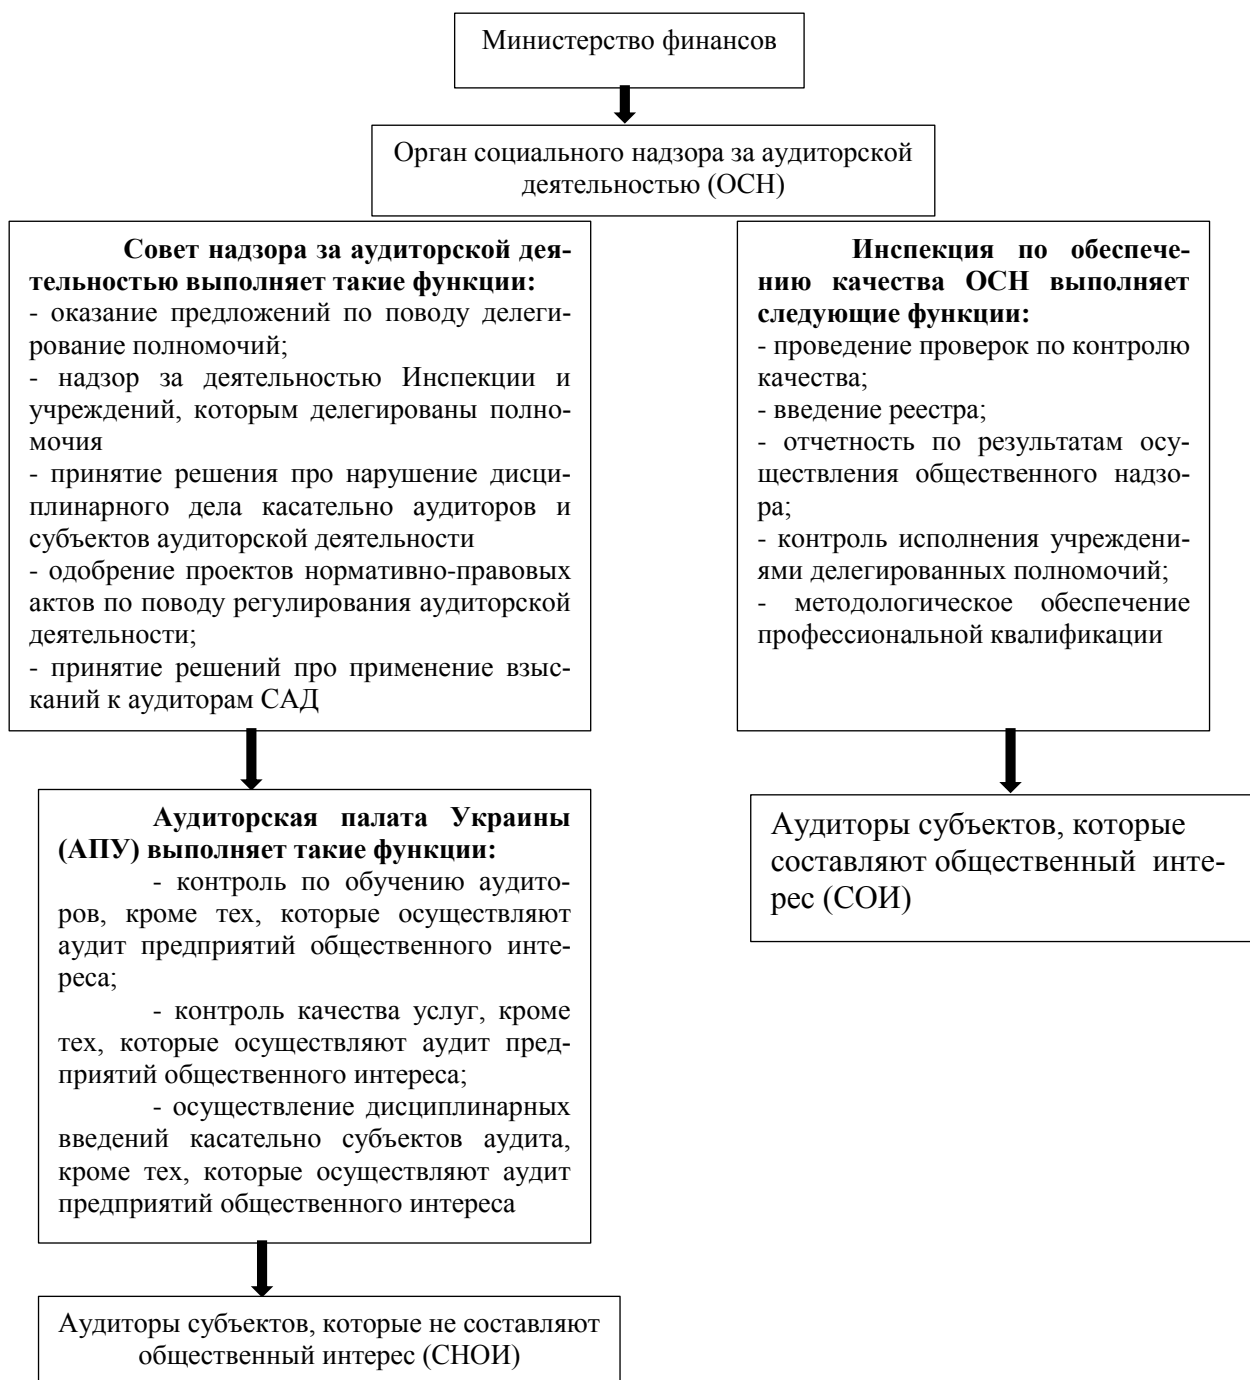 Министерство финансов
Орган социального надзора за аудиторской
деятельностью (ОСН)
Совет надзора за аудиторской дея-
тельностью выполняет такие функции:
- оказание предложений по поводу делеги-
рование полномочий;
- надзор за деятельностью Инспекции и
учреждений, которым делегированы полно-
мочия
- принятие решения про нарушение дисци-
плинарного дела касательно аудиторов и
субъектов аудиторской деятельности
- одобрение проектов нормативно-правовых
актов по поводу регулирования аудиторской
деятельности;
- принятие решений про применение взыс-
каний к аудиторам САД
Инспекция по обеспече-
нию качества ОСН выполняет
следующие функции:
- проведение проверок по контролю
качества;
- введение реестра;
- отчетность по результатам осу-
ществления общественного надзо-
ра;
- контроль исполнения учреждени-
ями делегированных полномочий;
- методологическое обеспечение
профессиональной квалификации
Аудиторская палата Украины
(АПУ) выполняет такие функции:
- контроль по обучению аудито-
ров, кроме тех, которые осуществляют
аудит предприятий общественного инте-
реса;
- контроль качества услуг, кроме
тех, которые осуществляют аудит пред-
приятий общественного интереса;
- осуществление дисциплинарных
введений касательно субъектов аудита,
кроме тех, которые осуществляют аудит
предприятий общественного интереса
Аудиторы субъектов, которые
составляют общественный инте-
рес (СОИ)
Аудиторы субъектов, которые не составляют
общественный интерес (СНОИ)